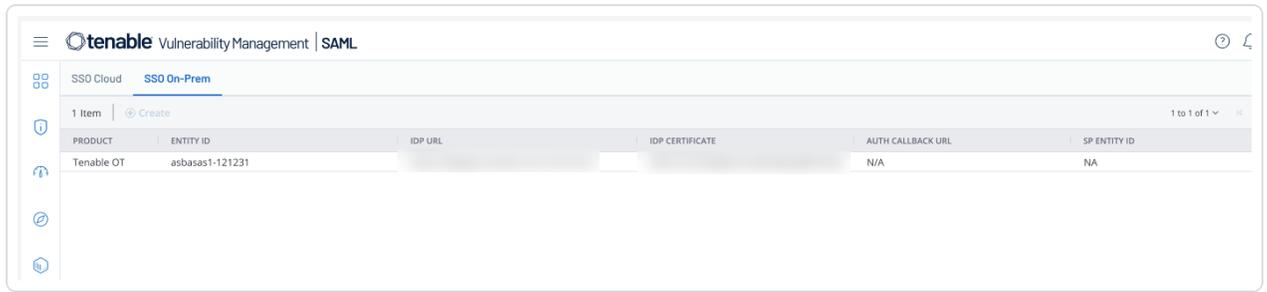 tenable Vulnerability Management | SAML
SSO Cloud SSO On-Prem
1 Item Create 1 to 1 of 1
PRODUCT ENTITY ID IDP URL IDP CERTIFICATE AUTH CALLBACK URL SP ENTITY ID
Tenable OT asbasas1-121231 N/A NA